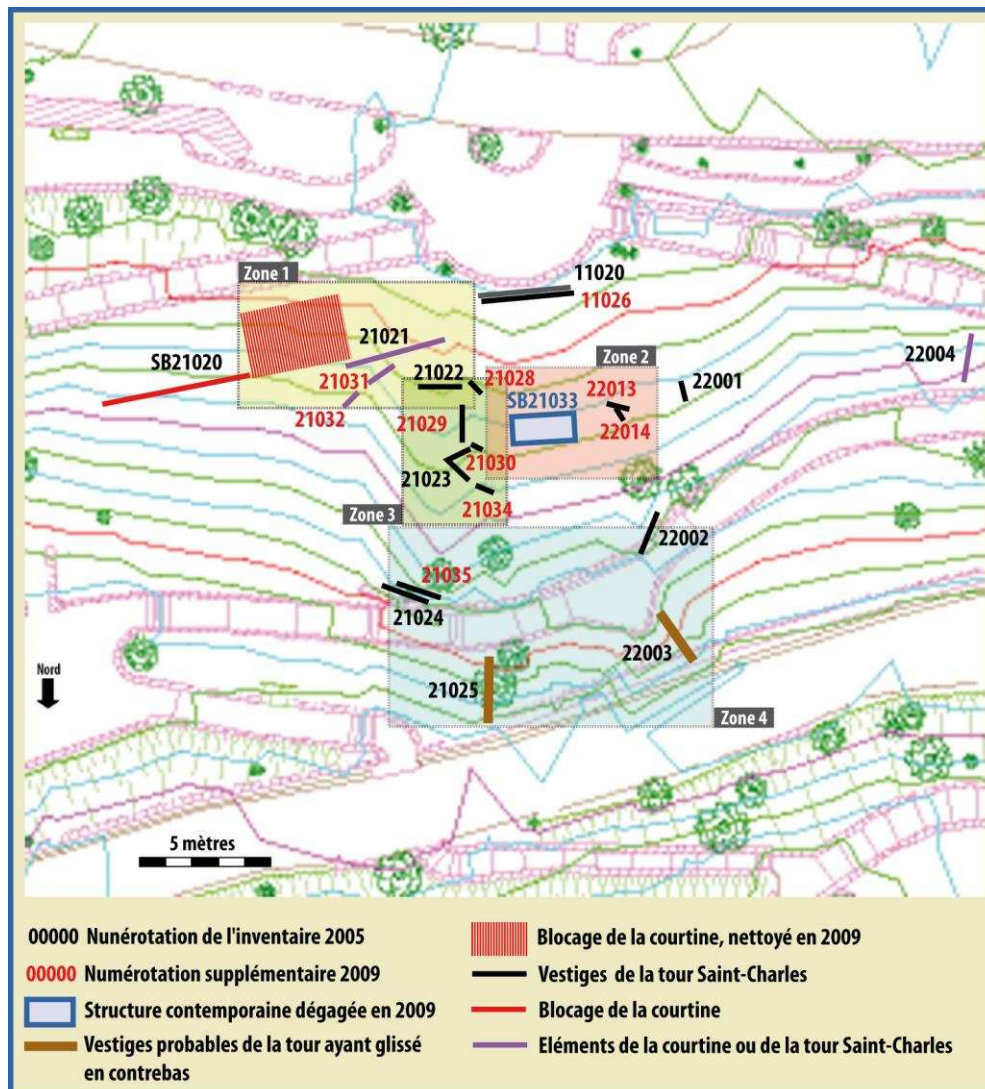 Zone 1
11020
11026
21021
SB21020
21031
21022
21028
Zone 2
22004
22013
22001
SB21033
21032
21029
22014
21030
21023
21034
Zone 3
22002
21035
21024
Nord
22003
21025
Zone 4
5 mètres
00000 Nunérotation de l'inventaire 2005
00000 Numérotation supplémentaire 2009
Structure contemporaine dégagée en 2009
Vestiges probables de la tour ayant glissé
en contrebas
Blocage de la courtine, nettoyé en 2009
Vestiges de la tour Saint-Charles
Blocage de la courtine
Eléments de la courtine ou de la tour Saint-Charles